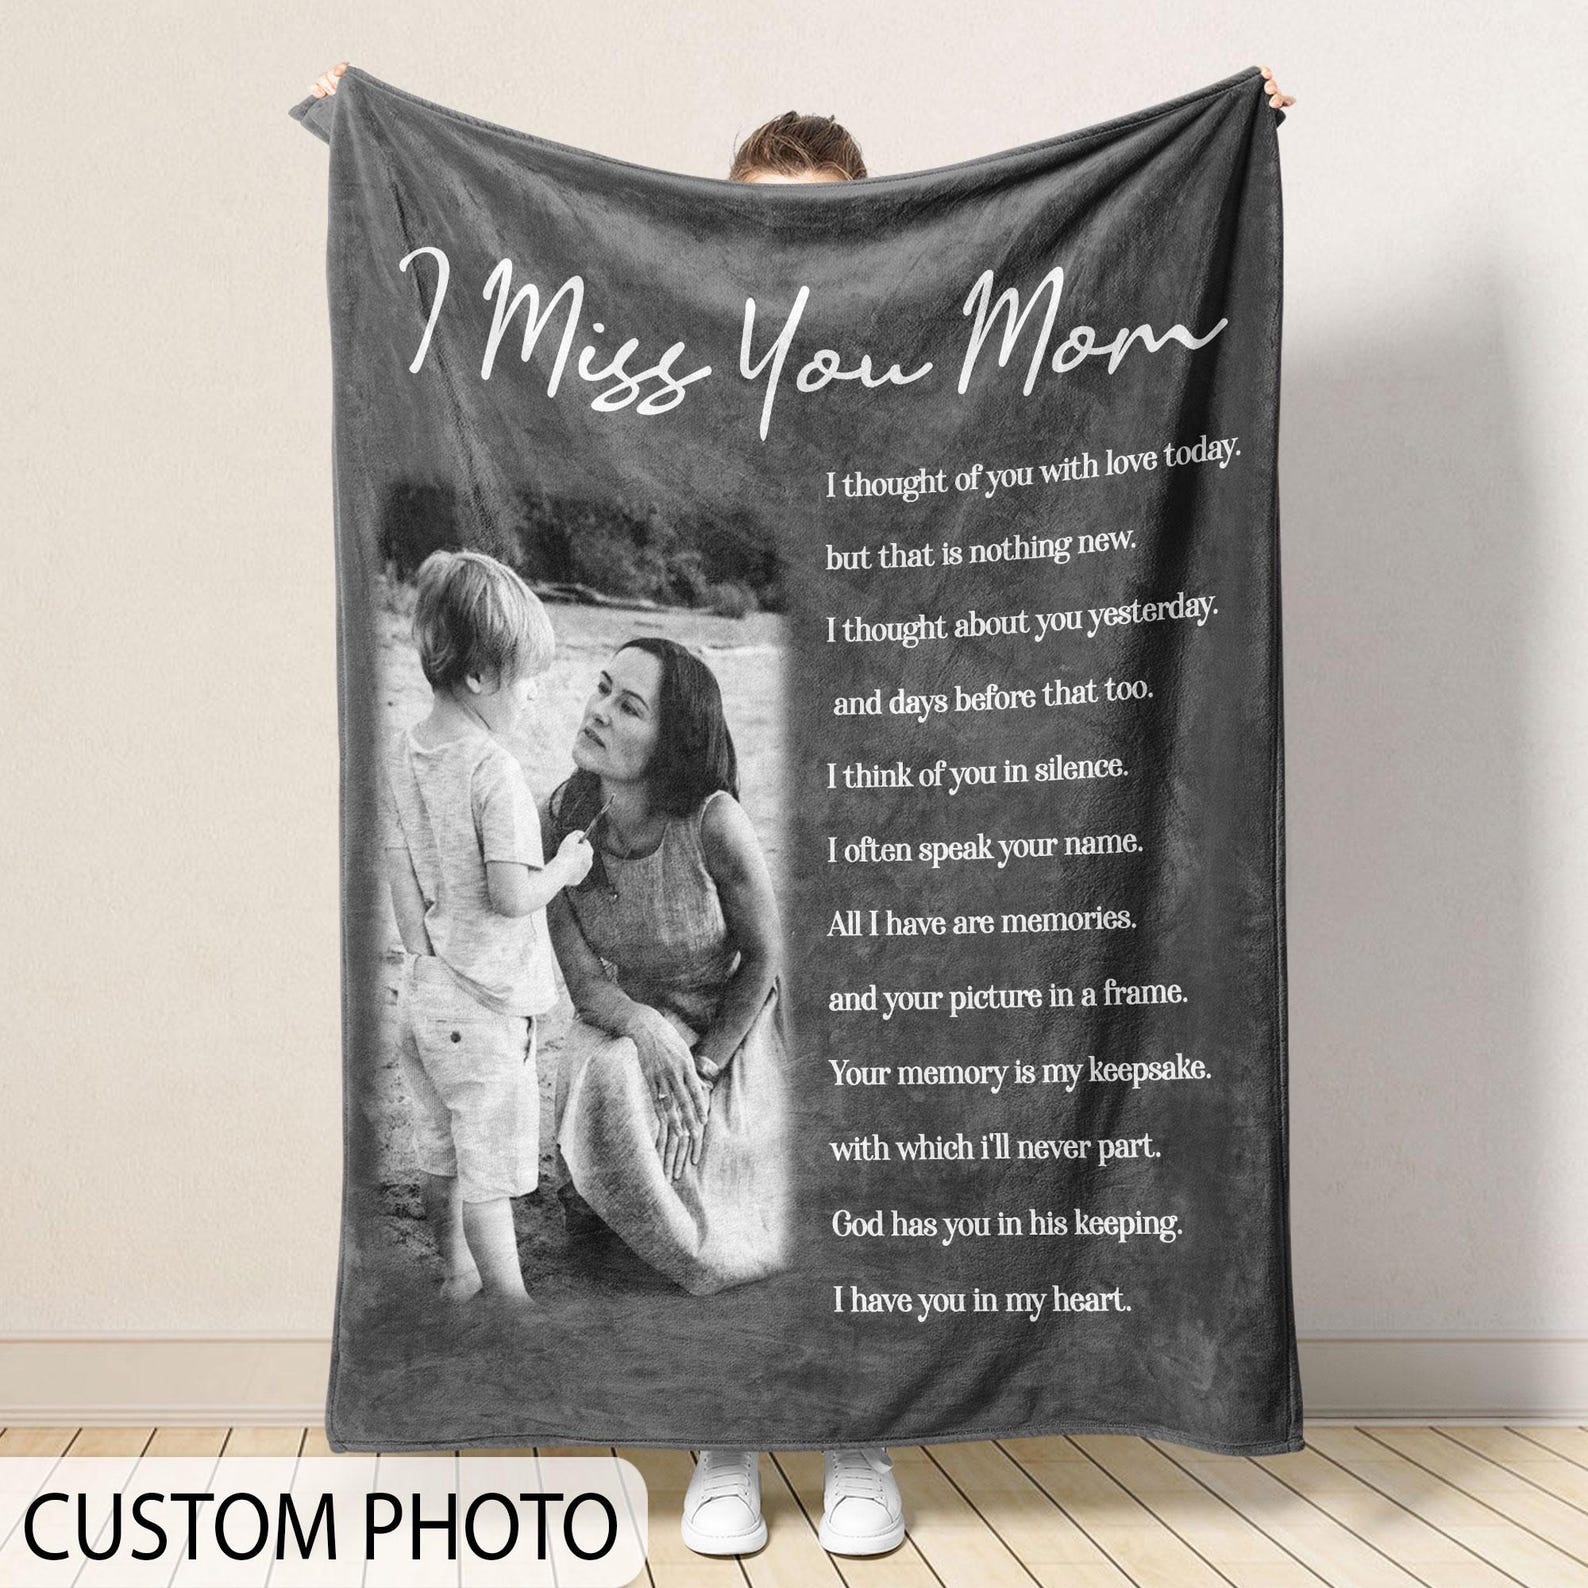 I Miss You Mom
I thought of you with love today.
but that is nothing new.
I thought about you yesterday.
and days before that too.
I think of you in silence.
I often speak your name.
All I have are memories.
and your picture in a frame.
Your memory is my keepsake.
with which i'll never part.
God has you in his keeping.
I have you in my heart.
CUSTOM PHOTO